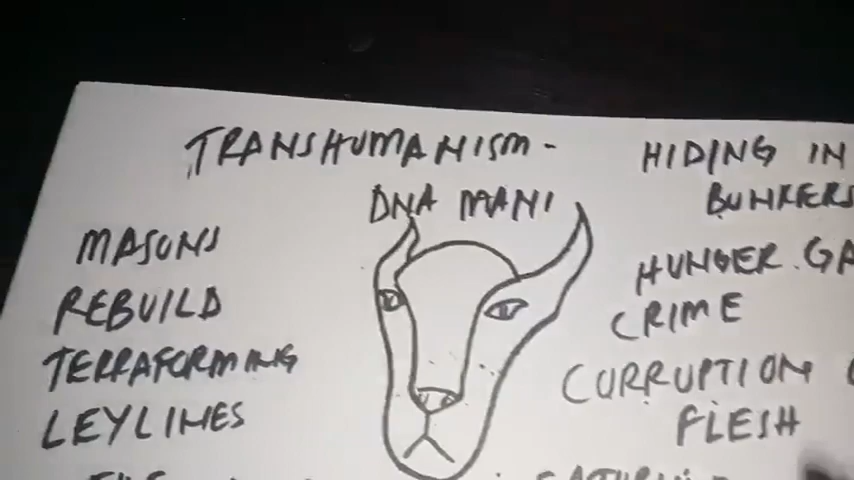 TRANSHUMANISM-
DNA MANI
MASONS
REBUILD
TERRAFORMING
LEYLINES
HIDING IN
BUNKERS
HUNGER GA
CRIME
CORRUPTION
FLESH